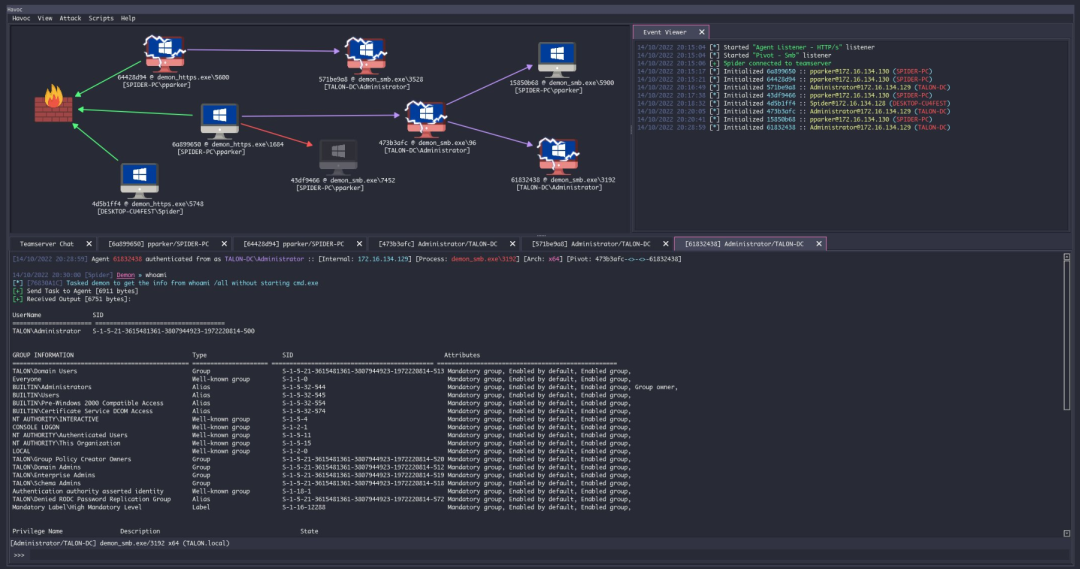 Havoc
Havoc View Attack Scripts Help
64428d94 @ demon_https.exe\5600
[SPIDER-PC\pparker]
571be9a8 @ demon_smb.exe\3528
[TALON-DC\Administrator]
15850b68 @ demon_smb.exe\5900
[SPIDER-PC\pparker]
6a899650 @ demon_https.exe\1684
[SPIDER-PC\pparker]
473b3afc @ demon_smb.exe\96
[TALON-DC\Administrator]
43df9466 @ demon_smb.exe\7452
[SPIDER-PC\pparker]
61832438 @ demon_smb.exe\3192
[TALON-DC\Administrator]
4d5b1ff4 @ demon_https.exe\5748
[DESKTOP-CU4FEST\Spider]
Event Viewer
14/10/2022 20:15:04 [*] Started "Agent Listener - HTTP/s" listener
14/10/2022 20:15:04 [*] Started "Pivot - Smb" listener
14/10/2022 20:15:06 [+] Spider connected to teamserver
14/10/2022 20:15:17 [*] Initialized 6a899650 :: pparker@172.16.134.130 (SPIDER-PC)
14/10/2022 20:15:21 [*] Initialized 64428d94 :: pparker@172.16.134.130 (SPIDER-PC)
14/10/2022 20:16:49 [*] Initialized 571be9a8 :: Administrator@172.16.134.129 (TALON-DC)
14/10/2022 20:17:38 [*] Initialized 43df9466 :: pparker@172.16.134.130 (SPIDER-PC)
14/10/2022 20:18:32 [*] Initialized 4d5b1ff4 :: Spider@172.16.134.128 (DESKTOP-CU4FEST)
14/10/2022 20:20:05 [*] Initialized 473b3afc :: Administrator@172.16.134.129 (TALON-DC)
14/10/2022 20:20:41 [*] Initialized 15850b68 :: pparker@172.16.134.130 (SPIDER-PC)
14/10/2022 20:28:59 [*] Initialized 61832438 :: Administrator@172.16.134.129 (TALON-DC)
Teamserver Chat [6a899650] pparker/SPIDER-PC [64428d94] pparker/SPIDER-PC [473b3afc] Administrator/TALON-DC [571be9a8] Administrator/TALON-DC [61832438] Administrator/TALON-DC
[14/10/2022 20:28:59] Agent 61832438 authenticated from as TALON-DC\Administrator :: [Internal: 172.16.134.129] [Process: demon_smb.exe\3192] [Arch: x64] [Pivot: 473b3afc-<>-<>-61832438]
14/10/2022 20:30:00 [Spider] Demon » whoami
[*] [76830A1C] Tasked demon to get the info from whoami /all without starting cmd.exe
[+] Send Task to Agent [6911 bytes]
[+] Received Output [6751 bytes]:
UserName SID
====================== ====================================
TALON\Administrator S-1-5-21-3615481361-3807944923-1972220814-500
GROUP INFORMATION Type SID Attributes
================================================= ===================== ============================================= ==================================================
TALON\Domain Users Group S-1-5-21-3615481361-3807944923-1972220814-513 Mandatory group, Enabled by default, Enabled group,
Everyone Well-known group S-1-1-0 Mandatory group, Enabled by default, Enabled group,
BUILTIN\Administrators Alias S-1-5-32-544 Mandatory group, Enabled by default, Enabled group, Group owner,
BUILTIN\Users Alias S-1-5-32-545 Mandatory group, Enabled by default, Enabled group,
BUILTIN\Pre-Windows 2000 Compatible Access Alias S-1-5-32-554 Mandatory group, Enabled by default, Enabled group,
BUILTIN\Certificate Service DCOM Access Alias S-1-5-32-574 Mandatory group, Enabled by default, Enabled group,
NT AUTHORITY\INTERACTIVE Well-known group S-1-5-4 Mandatory group, Enabled by default, Enabled group,
CONSOLE LOGON Well-known group S-1-2-1 Mandatory group, Enabled by default, Enabled group,
NT AUTHORITY\Authenticated Users Well-known group S-1-5-11 Mandatory group, Enabled by default, Enabled group,
NT AUTHORITY\This Organization Well-known group S-1-5-15 Mandatory group, Enabled by default, Enabled group,
LOCAL Well-known group S-1-2-0 Mandatory group, Enabled by default, Enabled group,
TALON\Group Policy Creator Owners Group S-1-5-21-3615481361-3807944923-1972220814-520 Mandatory group, Enabled by default, Enabled group,
TALON\Domain Admins Group S-1-5-21-3615481361-3807944923-1972220814-512 Mandatory group, Enabled by default, Enabled group,
TALON\Enterprise Admins Group S-1-5-21-3615481361-3807944923-1972220814-519 Mandatory group, Enabled by default, Enabled group,
TALON\Schema Admins Group S-1-5-21-3615481361-3807944923-1972220814-518 Mandatory group, Enabled by default, Enabled group,
Authentication authority asserted identity Well-known group S-1-18-1 Mandatory group, Enabled by default, Enabled group,
TALON\Denied RODC Password Replication Group Alias S-1-5-21-3615481361-3807944923-1972220814-572 Mandatory group, Enabled by default, Enabled group,
Mandatory Label\High Mandatory Level Label S-1-16-12288 Mandatory group, Enabled by default, Enabled group,
Privilege Name Description State
[Administrator/TALON-DC] demon_smb.exe/3192 x64 (TALON.local)
>>>